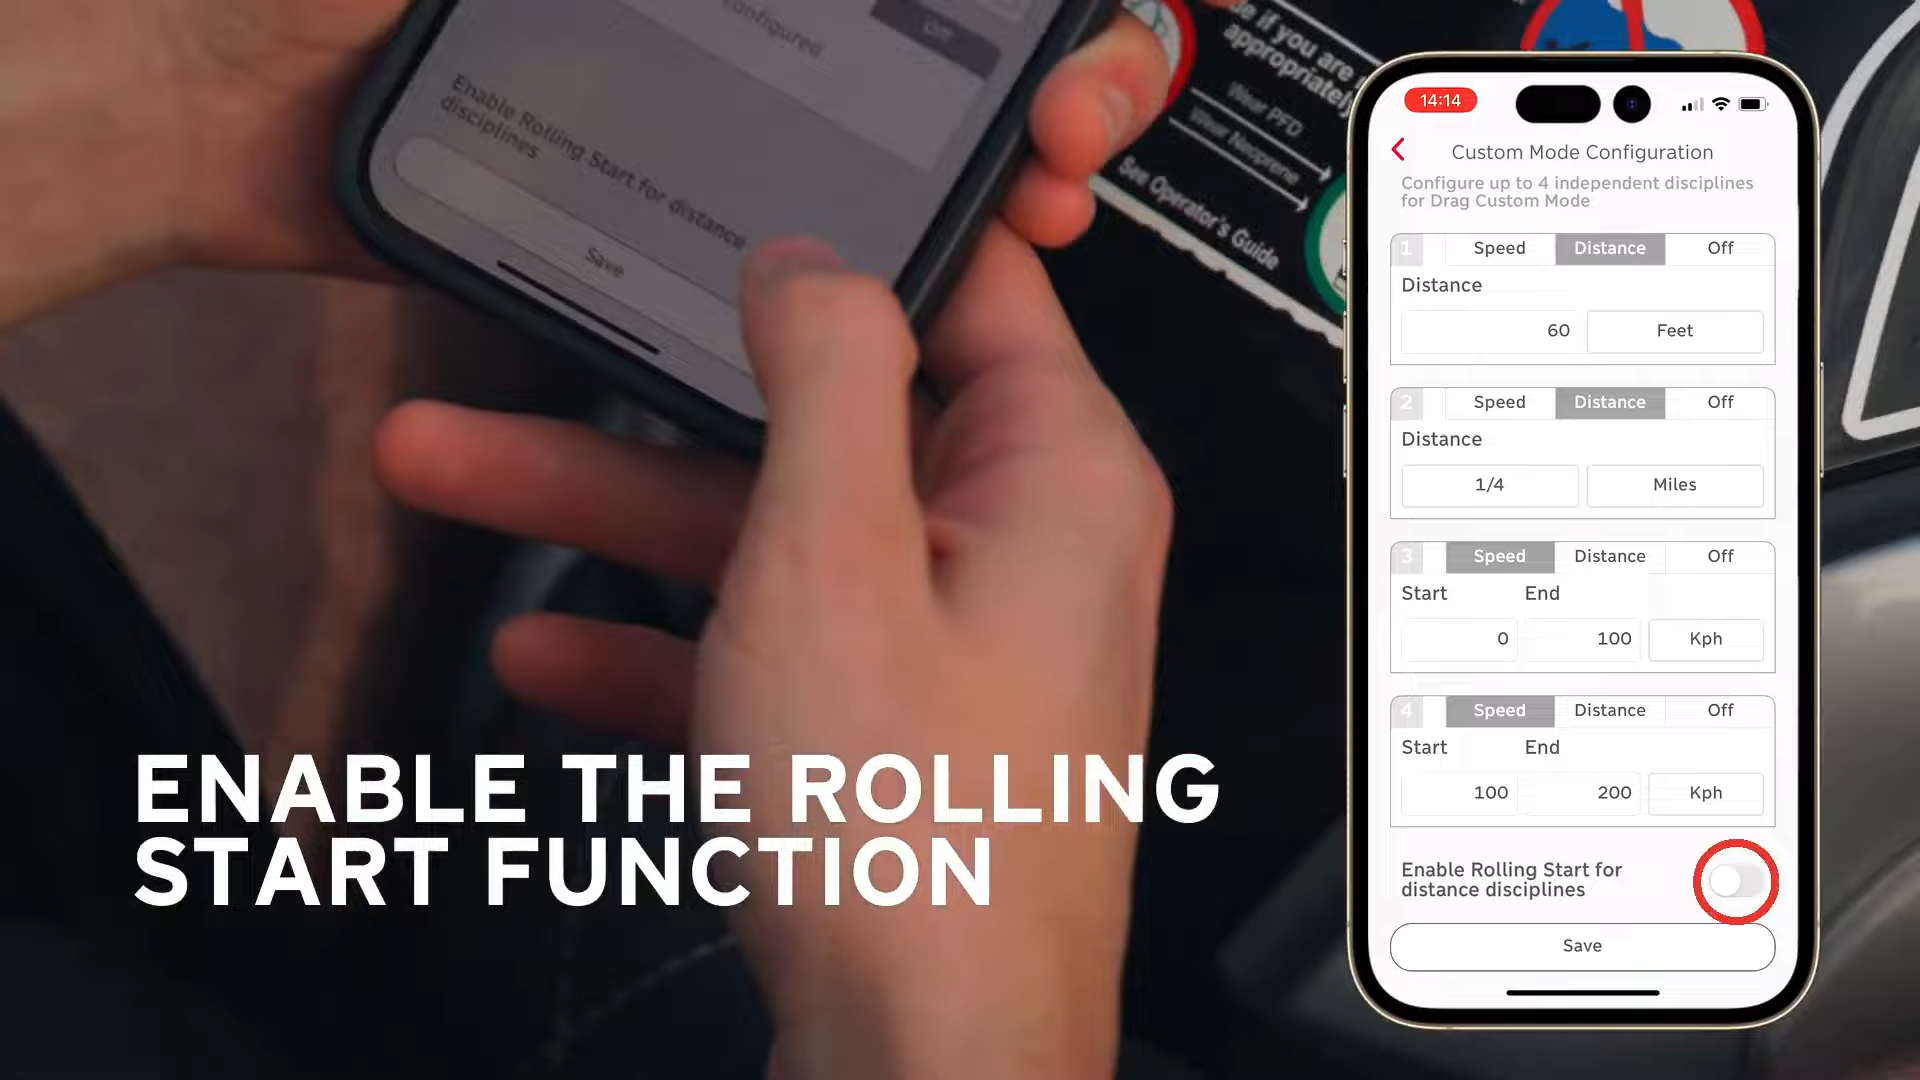 configured
Off
Enable Rolling Start for distance
disciplines
Save
e if you are
appropriately
Wear PFD
Wear Neoprene
See Operator's Guide
14:14
Custom Mode Configuration
Configure up to 4 independent disciplines
for Drag Custom Mode
1 Speed Distance Off
Distance
60 Feet
2 Speed Distance Off
Distance
1/4 Miles
3 Speed Distance Off
Start End
0 100 Kph
4 Speed Distance Off
Start End
100 200 Kph
Enable Rolling Start for
distance disciplines
Save
ENABLE THE ROLLING
START FUNCTION